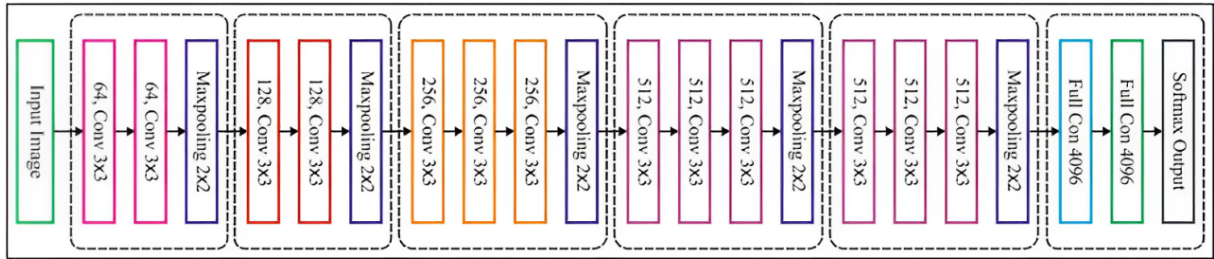 Input Image
64, Conv 3x3
64, Conv 3x3
Maxpooling 2x2
128, Conv 3x3
128, Conv 3x3
Maxpooling 2x2
256, Conv 3x3
256, Conv 3x3
256, Conv 3x3
Maxpooling 2x2
512, Conv 3x3
512, Conv 3x3
512, Conv 3x3
Maxpooling 2x2
512, Conv 3x3
512, Conv 3x3
512, Conv 3x3
Maxpooling 2x2
Full Con 4096
Full Con 4096
Softmax Output